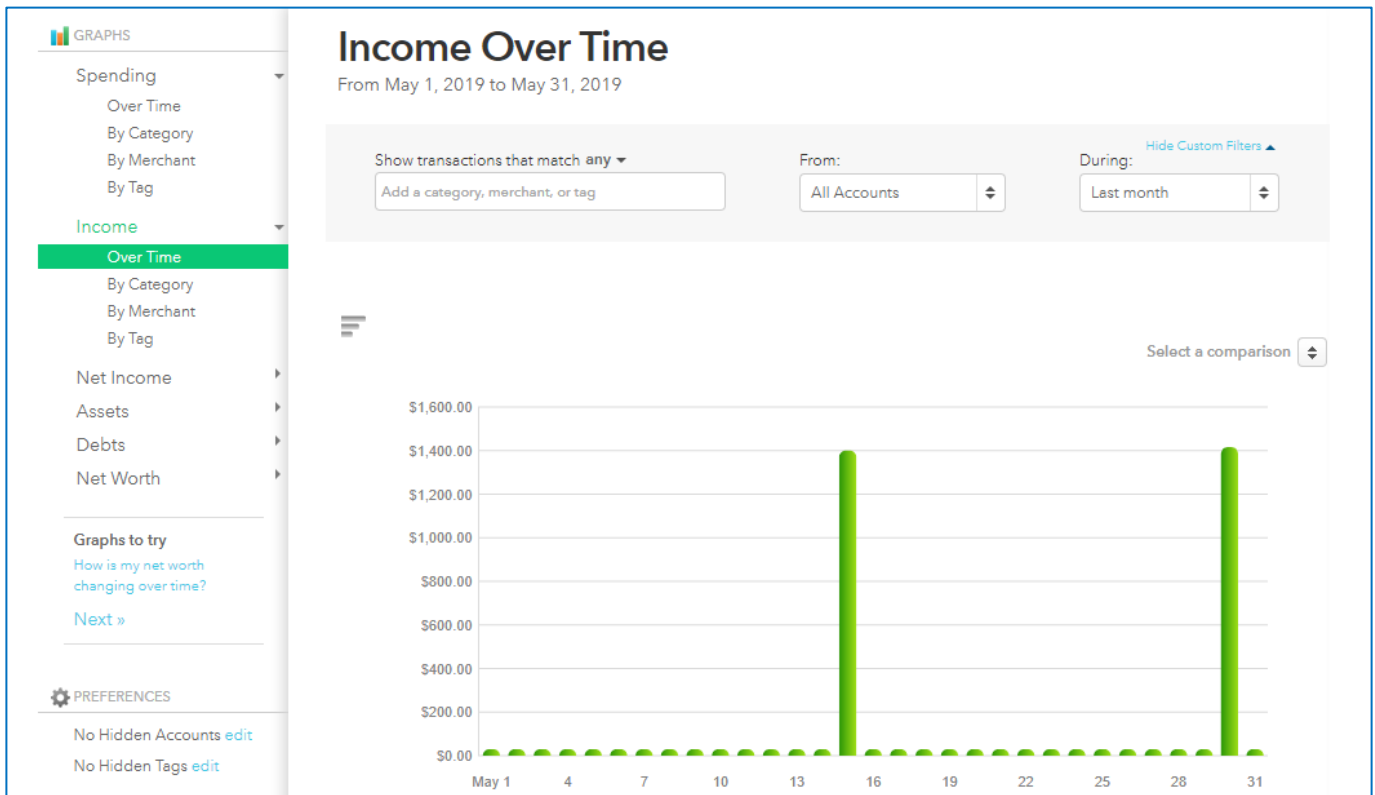 GRAPHS
Spending
Over Time
By Category
By Merchant
By Tag
Income
Over Time
By Category
By Merchant
By Tag
Net Income
Assets
Debts
Net Worth
Graphs to try
How is my net worth
changing over time?
Next »
PREFERENCES
No Hidden Accounts edit
No Hidden Tags edit
Income Over Time
From May 1, 2019 to May 31, 2019
Hide Custom Filters
Show transactions that match any
Add a category, merchant, or tag
From:
All Accounts
During:
Last month
Select a comparison
$1,600.00
$1,400.00
$1,200.00
$1,000.00
$800.00
$600.00
$400.00
$200.00
$0.00
May 1 4 7 10 13 16 19 22 25 28 31